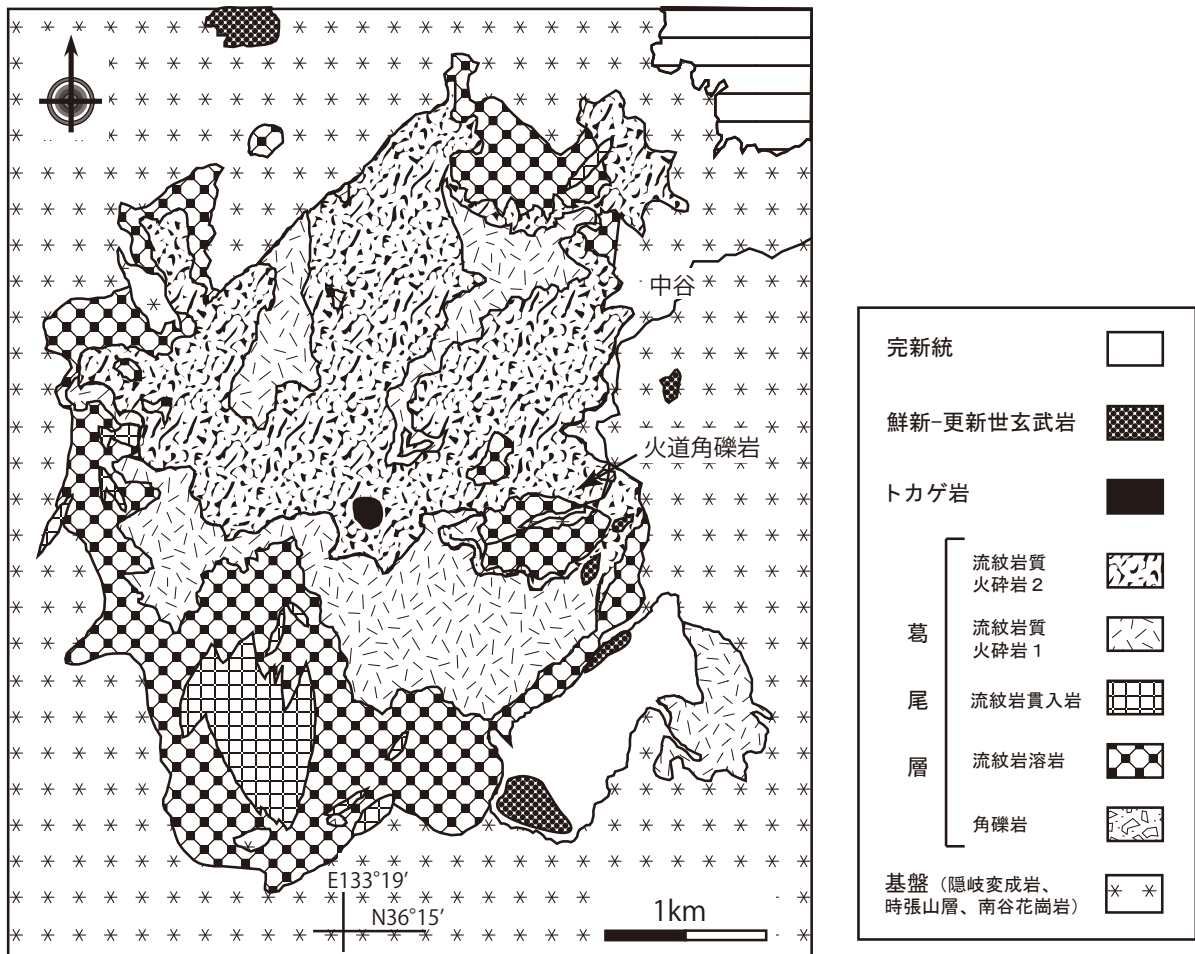 中谷
火道角礫岩
E133°19′
N36°15′
1km
完新統
鮮新−更新世玄武岩
トカゲ岩
葛尾層
流紋岩質
火砕岩２
流紋岩質
火砕岩１
流紋岩貫入岩
流紋岩溶岩
角礫岩
基盤（隠岐変成岩、
時張山層、南谷花崗岩）